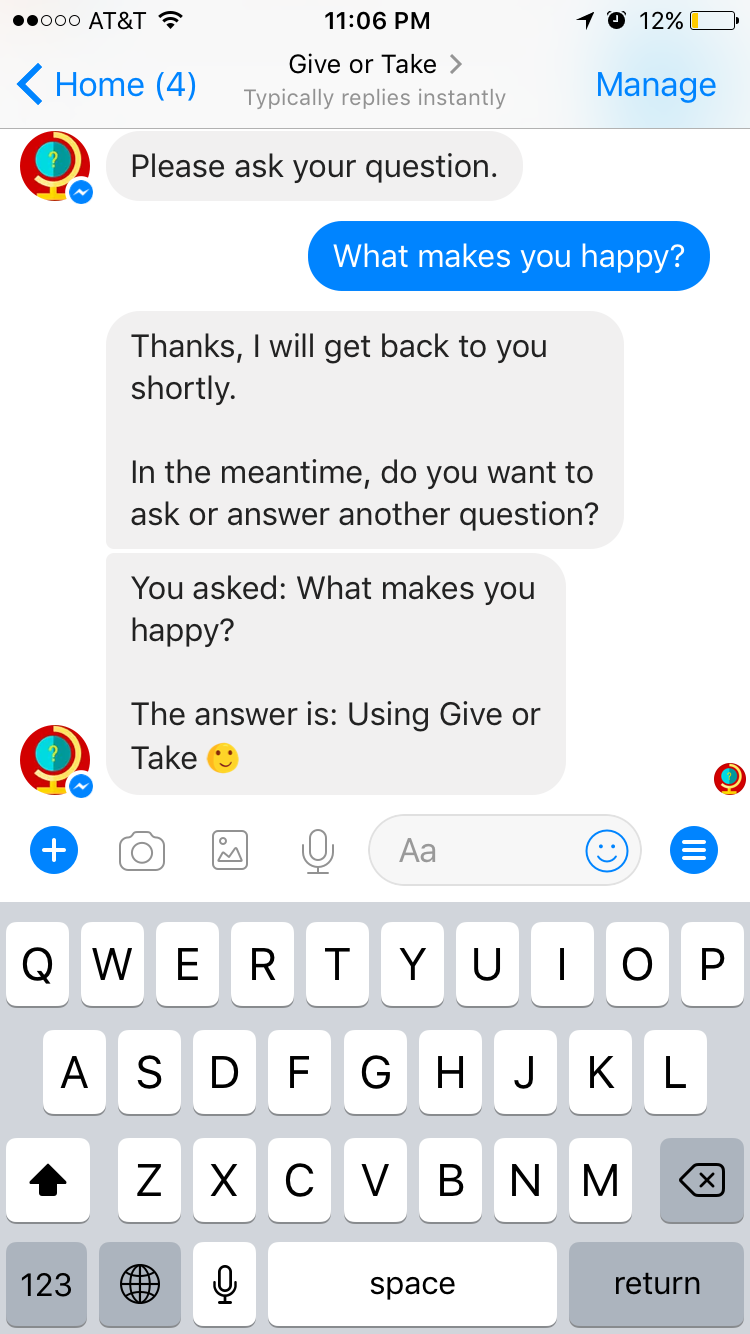 AT&T 11:06 PM 12%
Home (4) Give or Take Manage
Typically replies instantly
?
Please ask your question.
What makes you happy?
Thanks, I will get back to you
shortly.
In the meantime, do you want to
ask or answer another question?
You asked: What makes you
happy?
The answer is: Using Give or
Take 🙂
?
?
Aa
Q W E R T Y U I O P
A S D F G H J K L
Z X C V B N M
123 space return